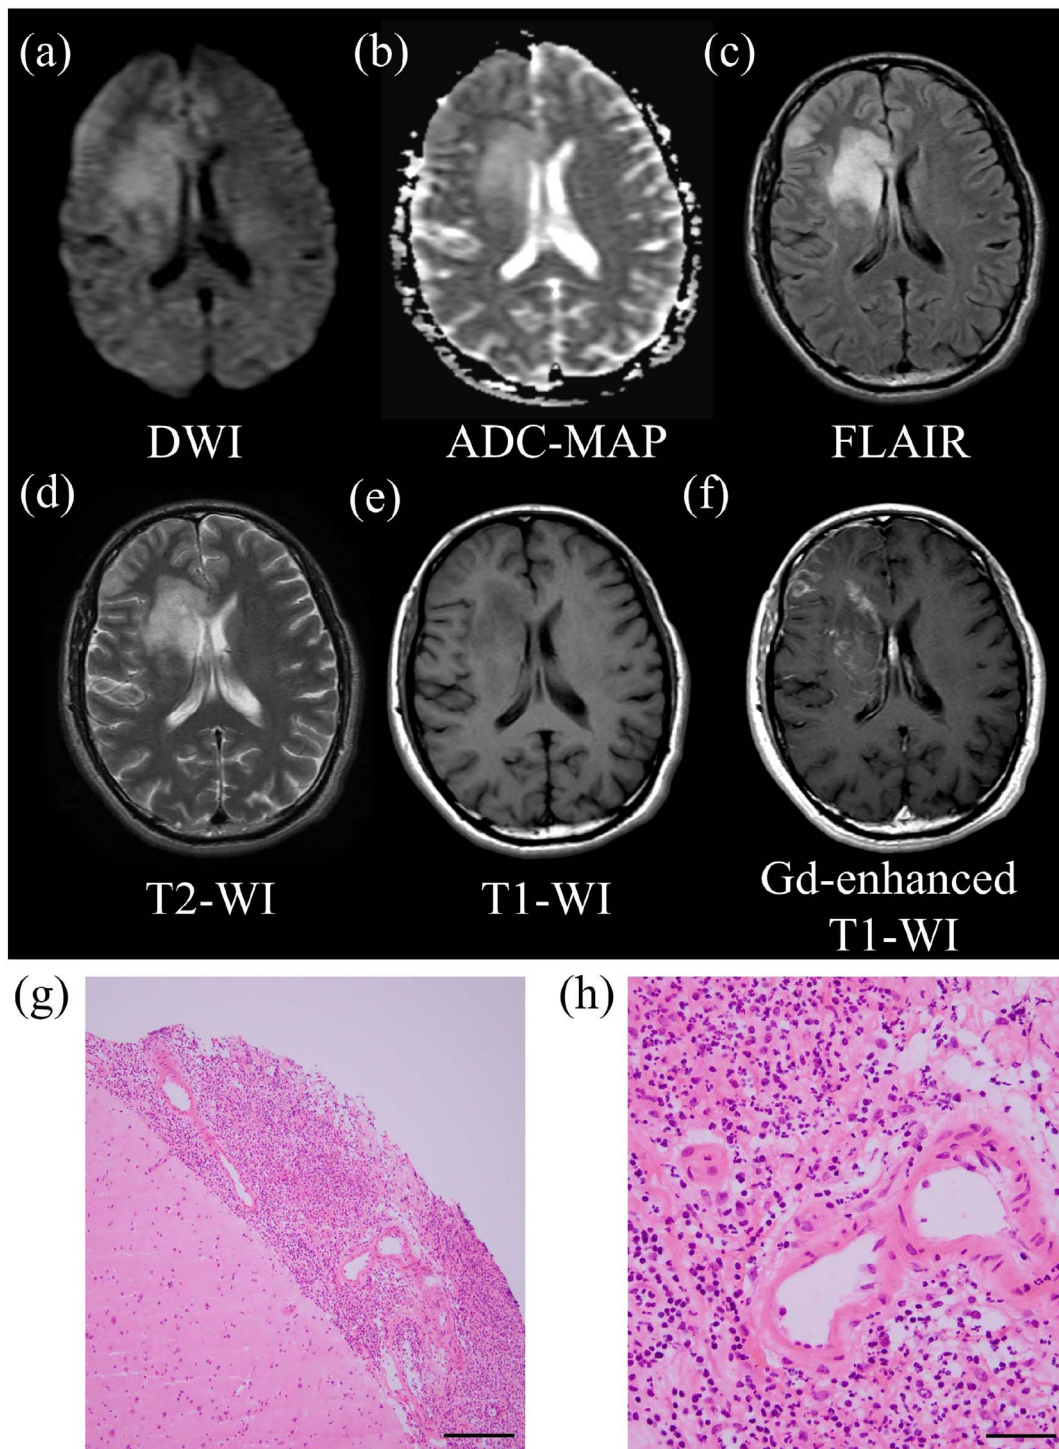 (a)
(b)
(c)
DWI
ADC-MAP
FLAIR
(d)
(e)
(f)
T2-WI
T1-WI
Gd-enhanced
T1-WI
(g)
(h)